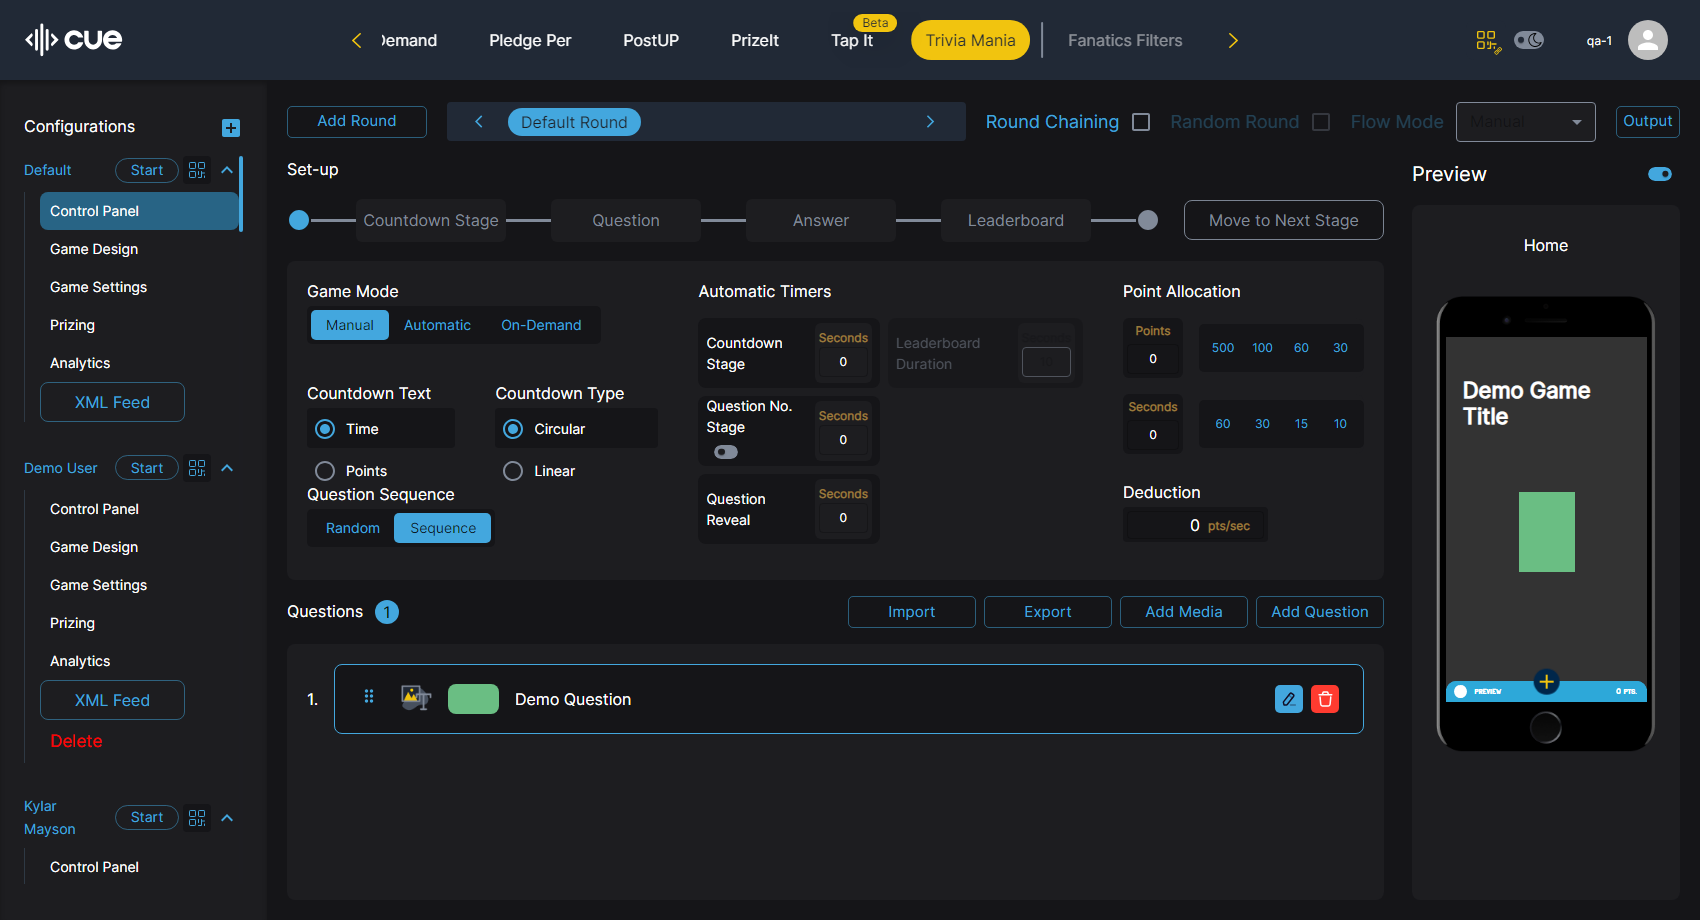 cue
Demand
Pledge Per
PostUP
PrizeIt
Tap It
Beta
Trivia Mania
Fanatics Filters
qa-1
Configurations
Default
Start
Control Panel
Game Design
Game Settings
Prizing
Analytics
XML Feed
Demo User
Start
Control Panel
Game Design
Game Settings
Prizing
Analytics
XML Feed
Delete
Kylar
Mayson
Start
Control Panel
Add Round
Default Round
Round Chaining
Random Round
Flow Mode
Manual
Output
Set-up
Countdown Stage
Question
Answer
Leaderboard
Move to Next Stage
Game Mode
Manual
Automatic
On-Demand
Countdown Text
Time
Points
Countdown Type
Circular
Linear
Question Sequence
Random
Sequence
Automatic Timers
Countdown
Stage
Seconds
0
Leaderboard
Duration
Question No.
Stage
Seconds
0
Question
Reveal
Seconds
0
Point Allocation
Points
0
500
100
60
30
Seconds
0
60
30
15
10
Deduction
0 pts/sec
Questions 1
Import
Export
Add Media
Add Question
1.
Demo Question
Preview
Home
Demo Game
Title
PREVIEW
0 PTS.